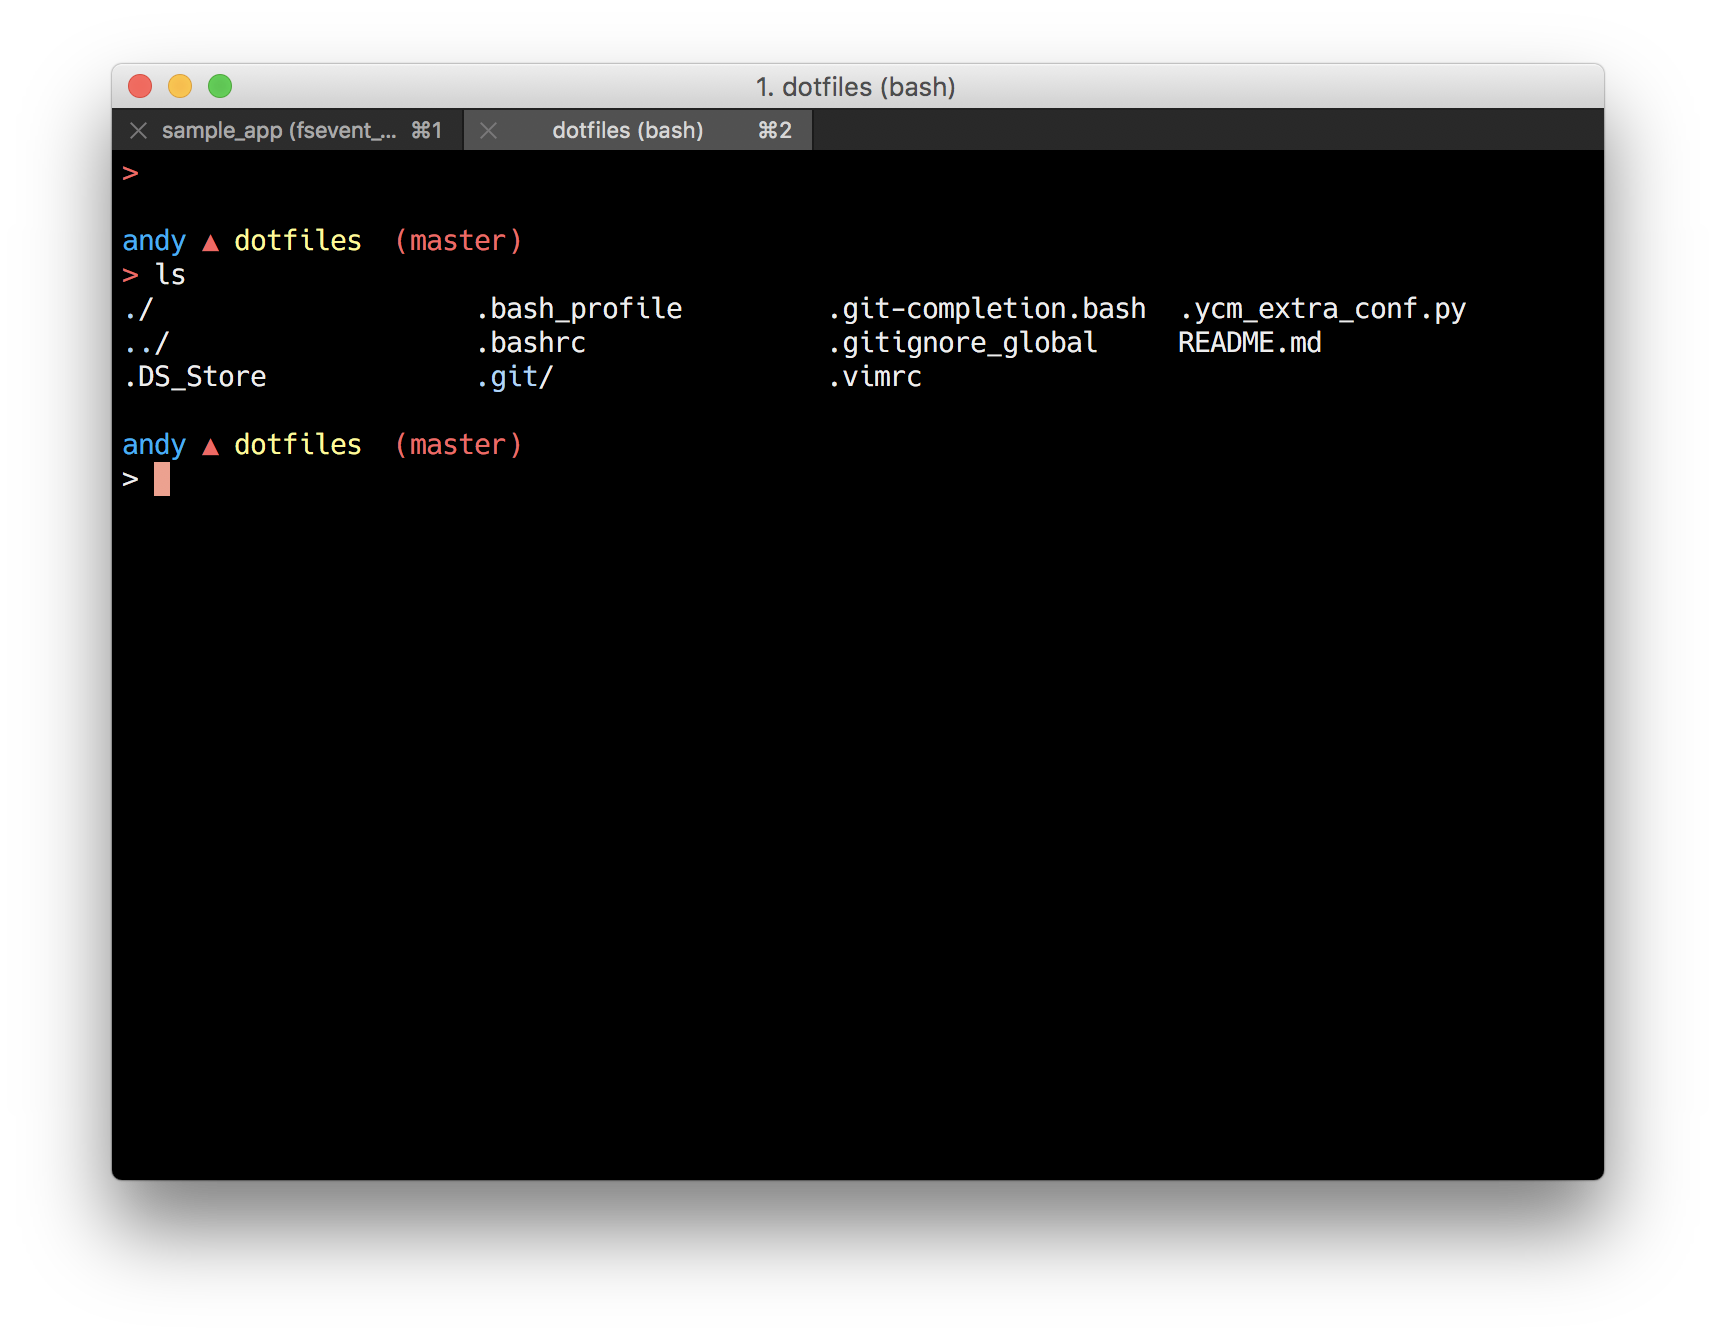 1. dotfiles (bash)
sample_app (fsevent_... ⌘1 dotfiles (bash) ⌘2
>
andy ▲ dotfiles (master)
> ls
./ .bash_profile .git-completion.bash .ycm_extra_conf.py
../ .bashrc .gitignore_global README.md
.DS_Store .git/ .vimrc
andy ▲ dotfiles (master)
>